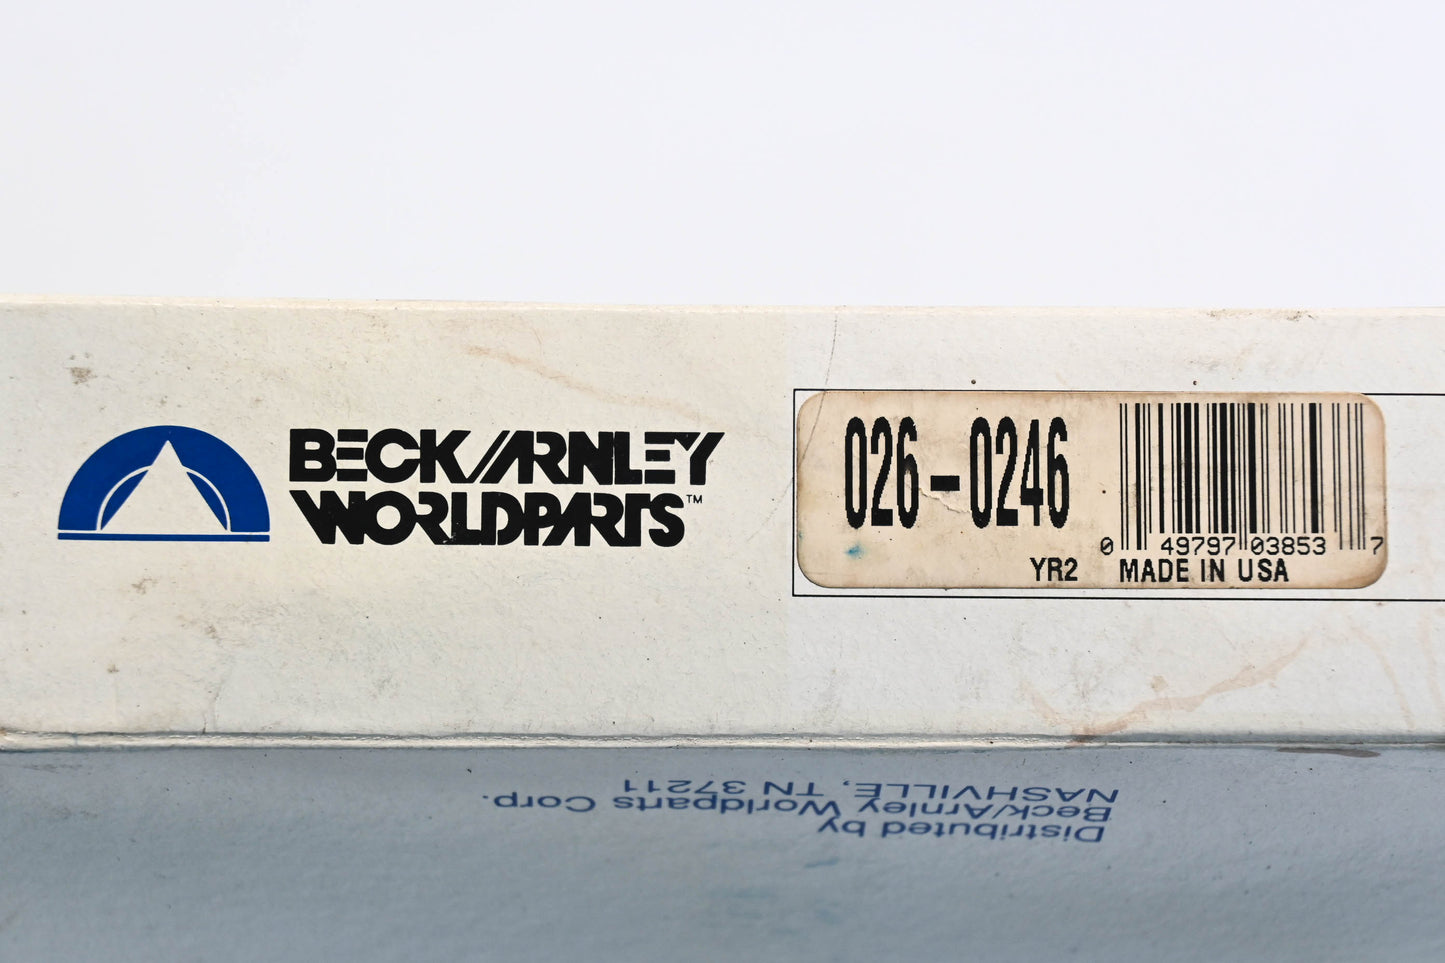 BECK/ARNLEY
WORLDPARTS™
026-0246
0 49797 03853 7
YR2 MADE IN USA
Distributed by
Beck/Arnley Worldparts Corp.
NASHVILLE, TN 37211